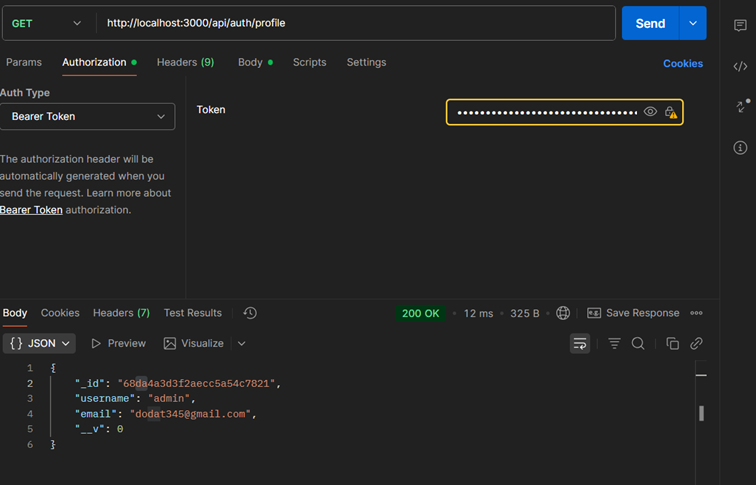 GET http://localhost:3000/api/auth/profile Send
Params Authorization Headers (9) Body Scripts Settings Cookies
Auth Type
Bearer Token
Token
The authorization header will be
automatically generated when you
send the request. Learn more about
Bearer Token authorization.
Body Cookies Headers (7) Test Results 200 OK • 12 ms • 325 B Save Response
{} JSON Preview Visualize
1 {
2 "_id": "68da4a3d3f2aecc5a54c7821",
3 "username": "admin",
4 "email": "dodat345@gmail.com",
5 "__v": 0
6 }